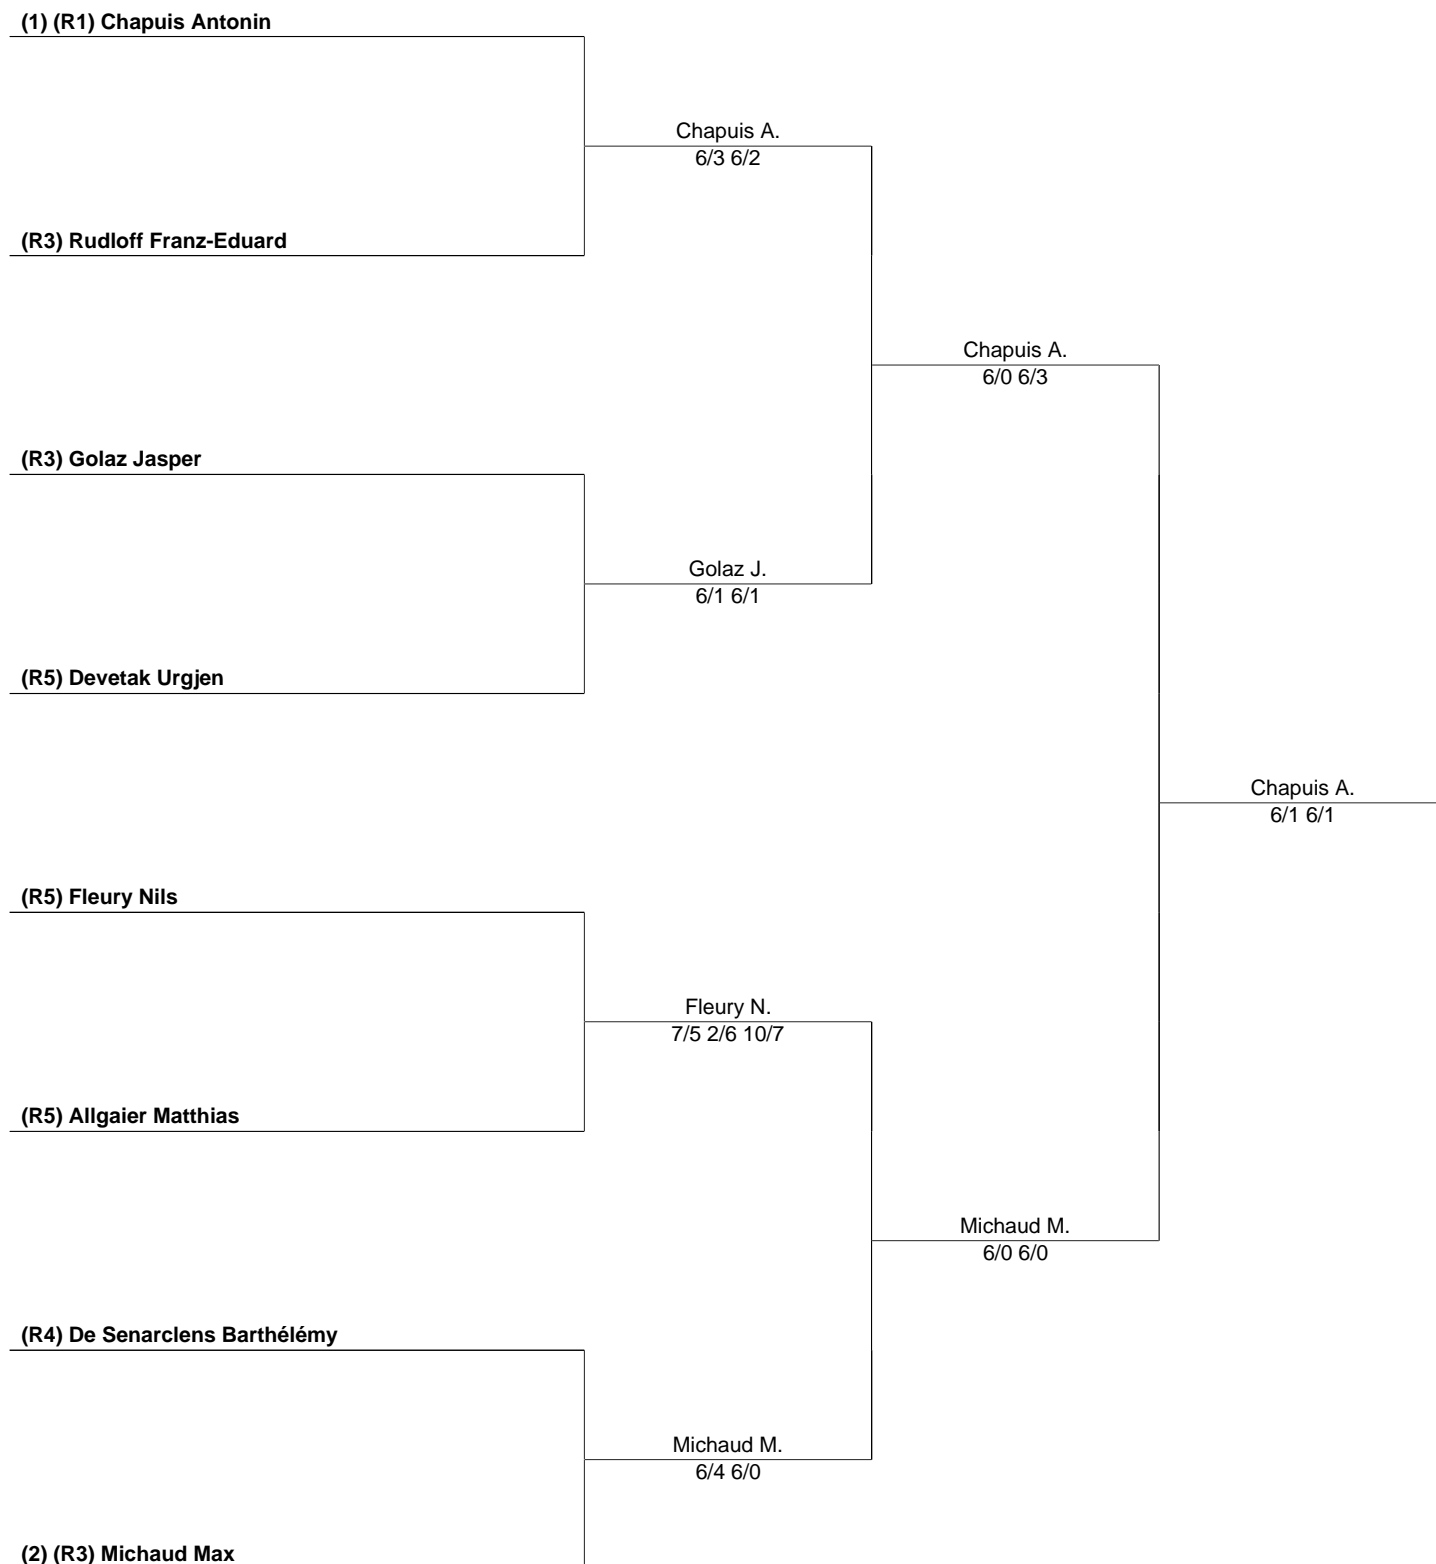 (1) (R1) Chapuis Antonin
Chapuis A.
6/3 6/2
(R3) Rudloff Franz-Eduard
Chapuis A.
6/0 6/3
(R3) Golaz Jasper
Golaz J.
6/1 6/1
(R5) Devetak Urgjen
Chapuis A.
6/1 6/1
(R5) Fleury Nils
Fleury N.
7/5 2/6 10/7
(R5) Allgaier Matthias
Michaud M.
6/0 6/0
(R4) De Senarclens Barthélémy
Michaud M.
6/4 6/0
(2) (R3) Michaud Max